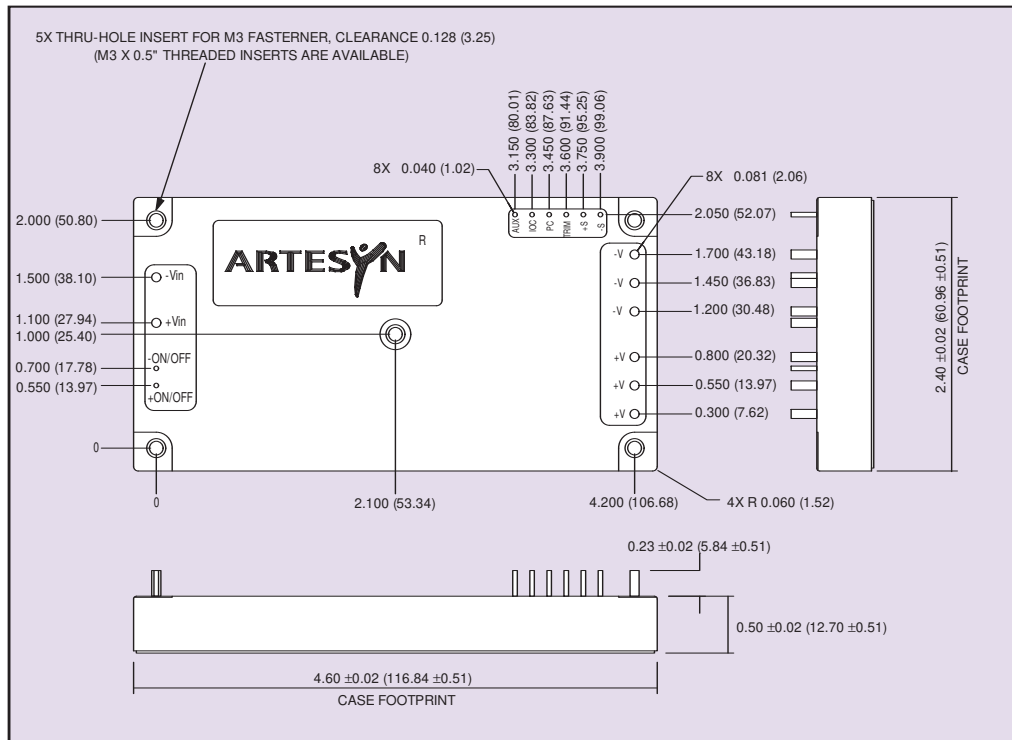 5X THRU-HOLE INSERT FOR M3 FASTERNER, CLEARANCE 0.128 (3.25)
(M3 X 0.5" THREADED INSERTS ARE AVAILABLE)
3.150 (80.01)
3.300 (83.82)
3.450 (87.63)
3.600 (91.44)
3.750 (95.25)
3.900 (99.06)
8X 0.040 (1.02)
8X 0.081 (2.06)
AUX
IOC
PC
TRIM
+S
-S
2.000 (50.80)
2.050 (52.07)
ARTESYN R
-V 1.700 (43.18)
1.500 (38.10) -Vin
-V 1.450 (36.83)
-V 1.200 (30.48)
1.100 (27.94) +Vin
1.000 (25.40)
-ON/OFF
0.700 (17.78)
+V 0.800 (20.32)
0.550 (13.97)
+ON/OFF
+V 0.550 (13.97)
+V 0.300 (7.62)
2.40 ±0.02 (60.96 ±0.51)
CASE FOOTPRINT
0
0
2.100 (53.34)
4.200 (106.68)
4X R 0.060 (1.52)
0.23 ±0.02 (5.84 ±0.51)
0.50 ±0.02 (12.70 ±0.51)
4.60 ±0.02 (116.84 ±0.51)
CASE FOOTPRINT